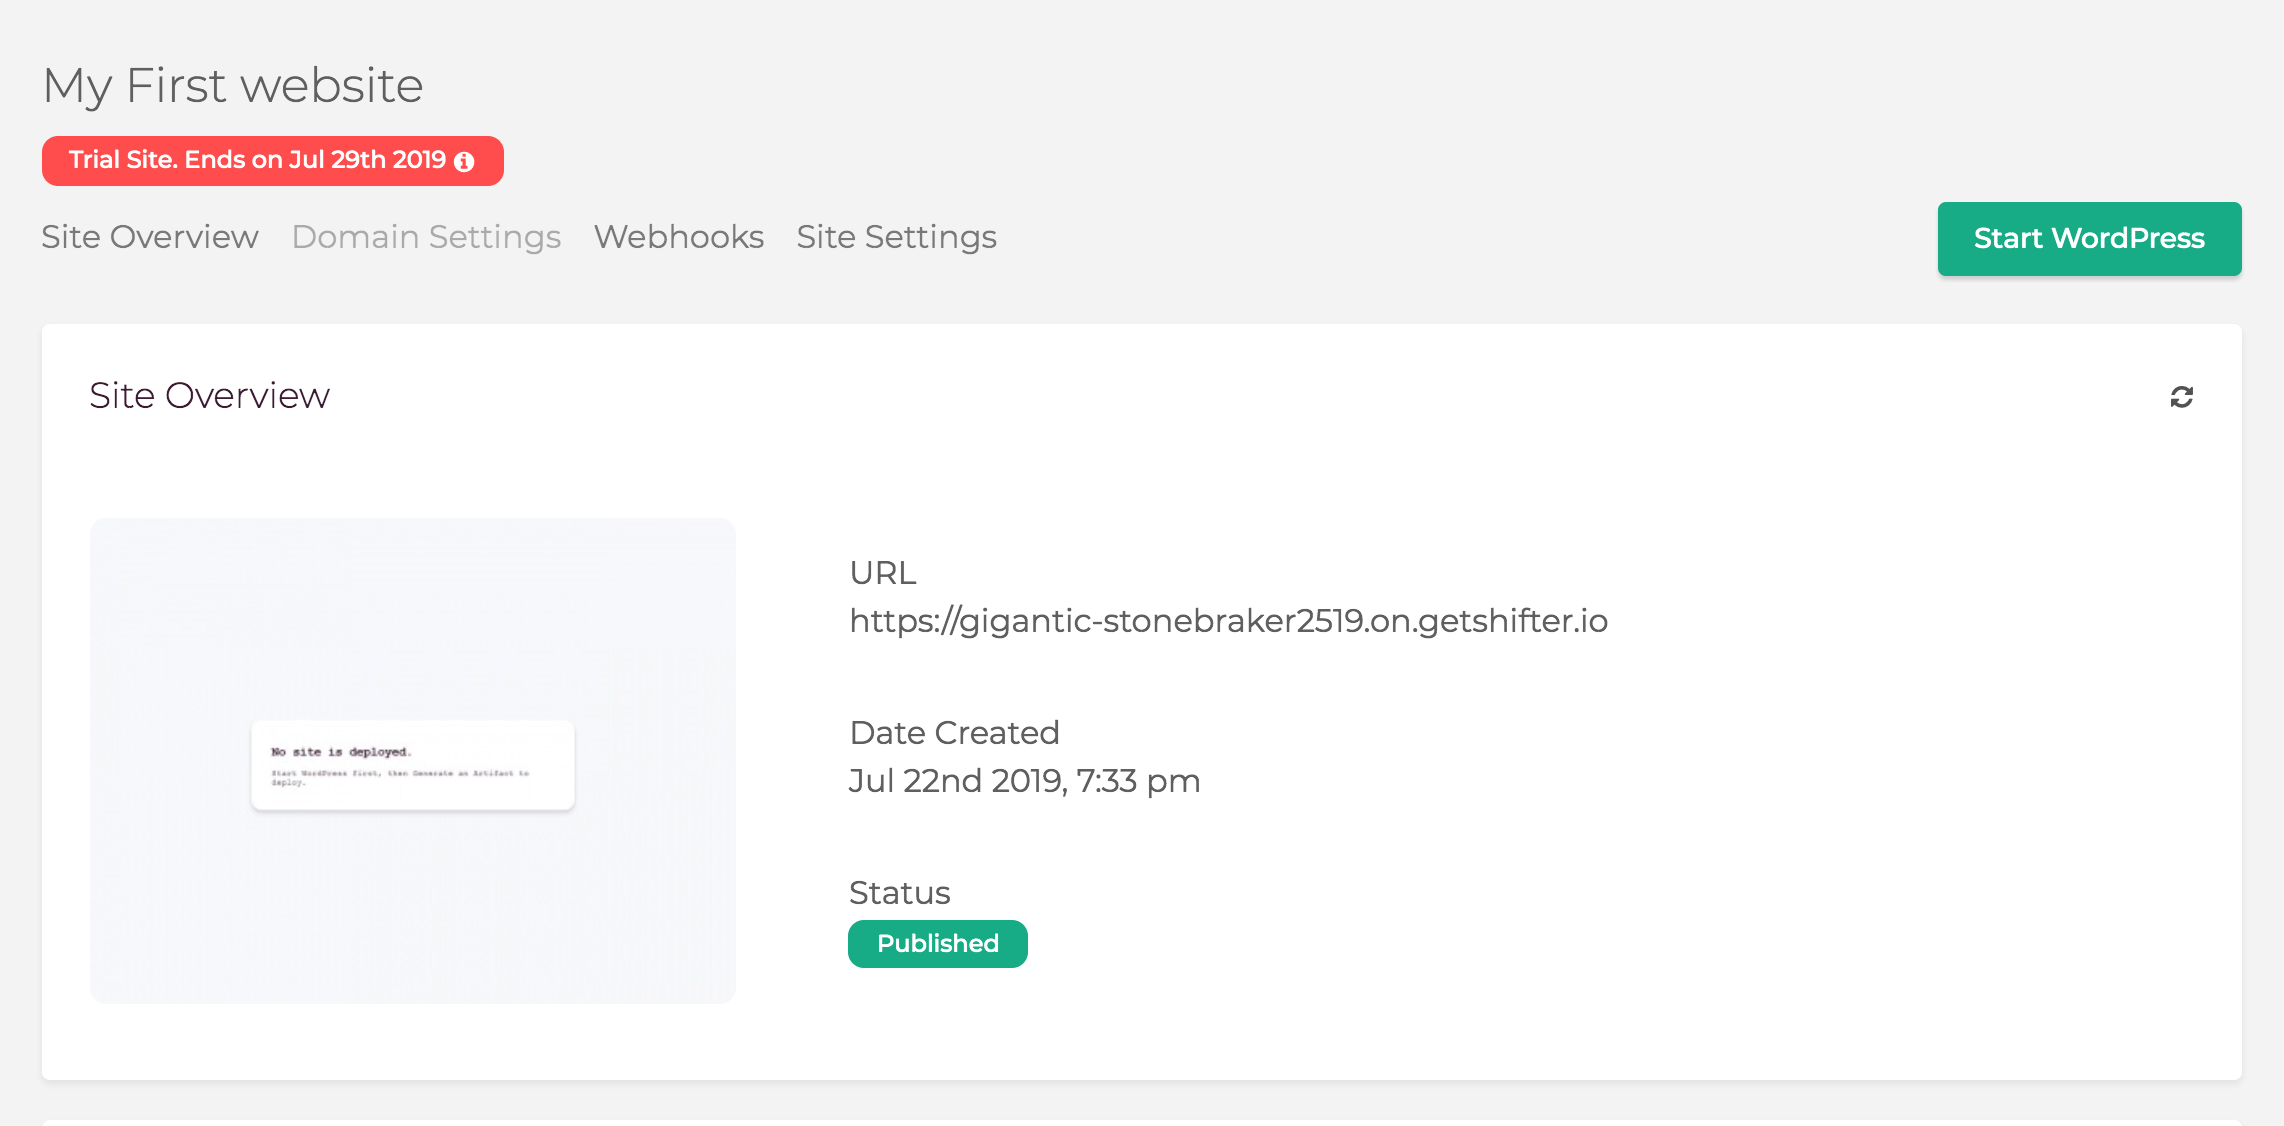 My First website
Trial Site. Ends on Jul 29th 2019
Site Overview Domain Settings Webhooks Site Settings
Start WordPress
Site Overview
No site is deployed.
Start WordPress first, then Generate an Artifact to
deploy.
URL
https://gigantic-stonebraker2519.on.getshifter.io
Date Created
Jul 22nd 2019, 7:33 pm
Status
Published